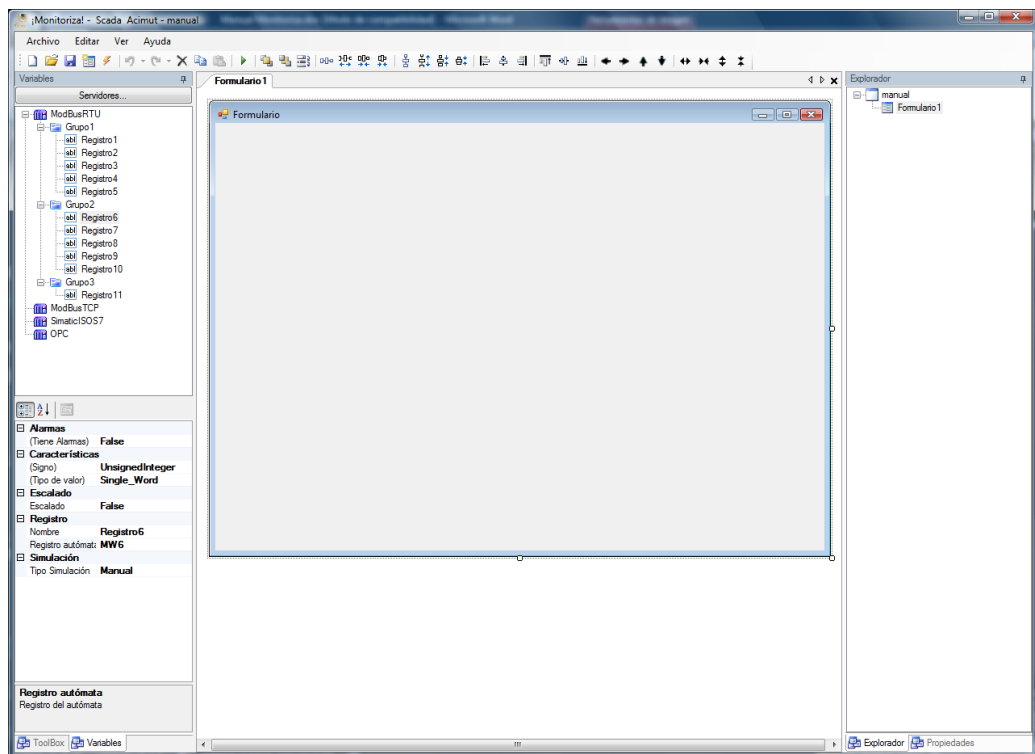 ¡Monitoriza! - Scada Acimut - manual
Archivo Editar Ver Ayuda
Variables
Servidores...
ModBusRTU
Grupo1
Registro1
Registro2
Registro3
Registro4
Registro5
Grupo2
Registro6
Registro7
Registro8
Registro9
Registro10
Grupo3
Registro11
ModBusTCP
SimaticISOS7
OPC
Alarmas
(Tiene Alarmas) False
Características
(Signo) UnsignedInteger
(Tipo de valor) Single_Word
Escalado
Escalado False
Registro
Nombre Registro6
Registro autómata MW6
Simulación
Tipo Simulación Manual
Registro autómata
Registro del autómata
ToolBox Variables
Formulario1
Formulario
Explorador
manual
Formulario1
Explorador Propiedades